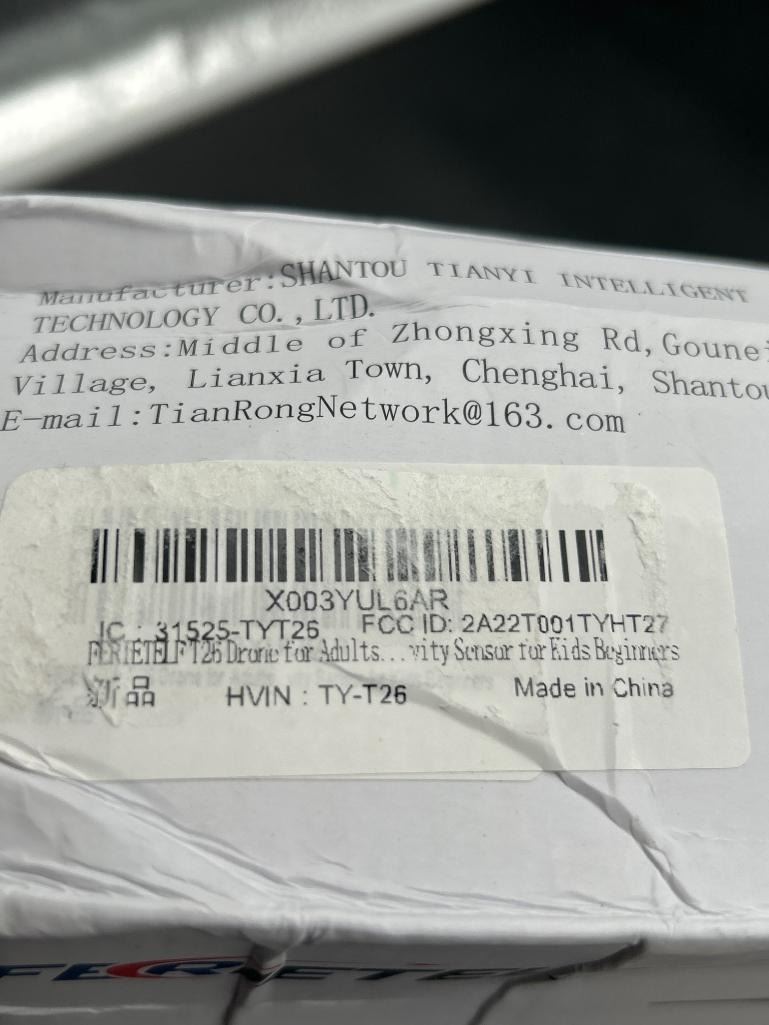 Manufacturer:SHANTOU TIANYI INTELLIGENT
TECHNOLOGY CO.,LTD.
Address:Middle of Zhongxing Rd,Gounei
Village, Lianxia Town, Chenghai, Shantou
E-mail:TianRongNetwork@163.com
X003YUL6AR
IC : 31525-TYT26 FCC ID: 2A22T001TYHT27
FERIETELF T26 Drone for Adults...vity Sensor for Kids Beginners
新品 HVIN : TY-T26 Made in China